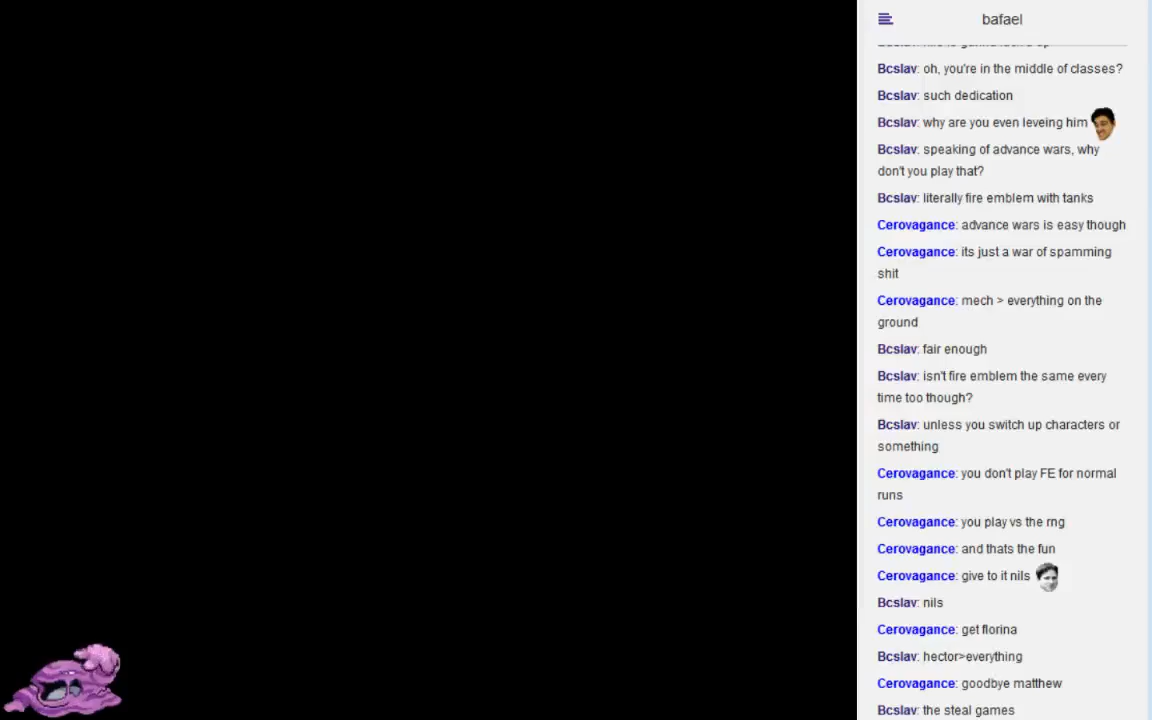 bafael
Bcslav: oh, you're in the middle of classes?
Bcslav: such dedication
Bcslav: why are you even leveing him
Bcslav: speaking of advance wars, why
don't you play that?
Bcslav: literally fire emblem with tanks
Cerovagance: advance wars is easy though
Cerovagance: its just a war of spamming
shit
Cerovagance: mech > everything on the
ground
Bcslav: fair enough
Bcslav: isn't fire emblem the same every
time too though?
Bcslav: unless you switch up characters or
something
Cerovagance: you don't play FE for normal
runs
Cerovagance: you play vs the rng
Cerovagance: and thats the fun
Cerovagance: give to it nils
Bcslav: nils
Cerovagance: get florina
Bcslav: hector>everything
Cerovagance: goodbye matthew
Bcslav: the steal games